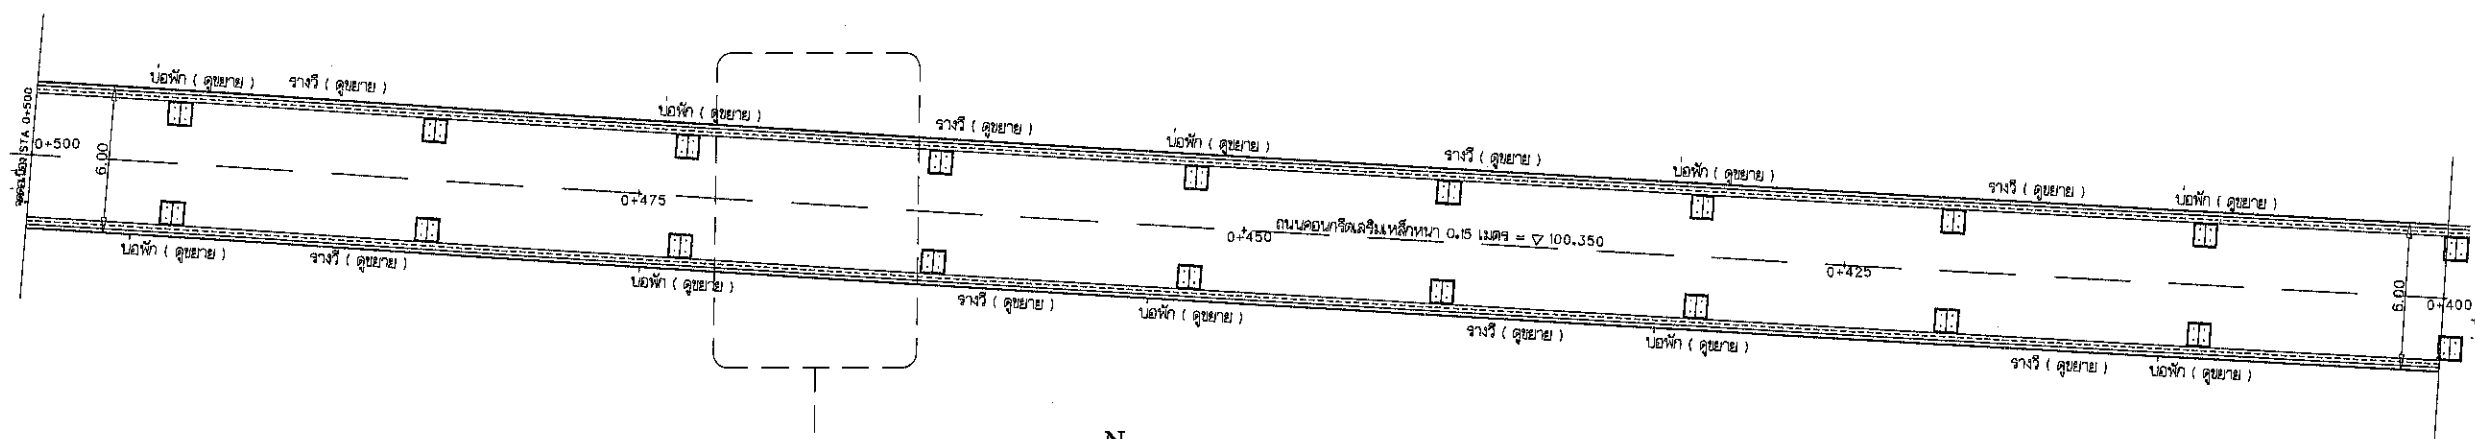 บ่อพัก ( ดูขยาย )
รางวี ( ดูขยาย )
บ่อพัก ( ดูขยาย )
รางวี ( ดูขยาย )
บ่อพัก ( ดูขยาย )
รางวี ( ดูขยาย )
บ่อพัก ( ดูขยาย )
รางวี ( ดูขยาย )
บ่อพัก ( ดูขยาย )
STA 0+500
0+500
6.00
0+475
0+450
ถนนคอนกรีตเสริมเหล็กหนา 0.15 เมตร = ▽ 100.350
0+425
6.00
0+400
บ่อพัก ( ดูขยาย )
รางวี ( ดูขยาย )
บ่อพัก ( ดูขยาย )
รางวี ( ดูขยาย )
บ่อพัก ( ดูขยาย )
รางวี ( ดูขยาย )
บ่อพัก ( ดูขยาย )
รางวี ( ดูขยาย )
บ่อพัก ( ดูขยาย )
N